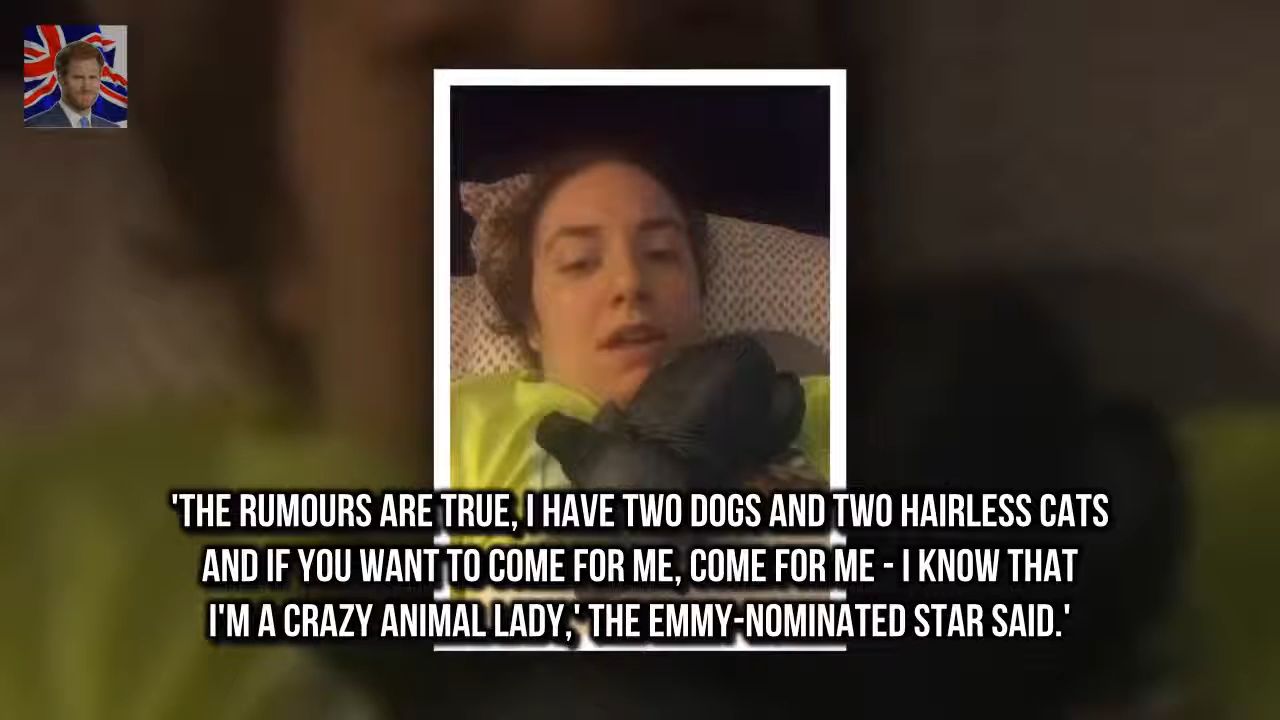 'THE RUMOURS ARE TRUE, I HAVE TWO DOGS AND TWO HAIRLESS CATS
AND IF YOU WANT TO COME FOR ME, COME FOR ME - I KNOW THAT
I'M A CRAZY ANIMAL LADY,' THE EMMY-NOMINATED STAR SAID.'